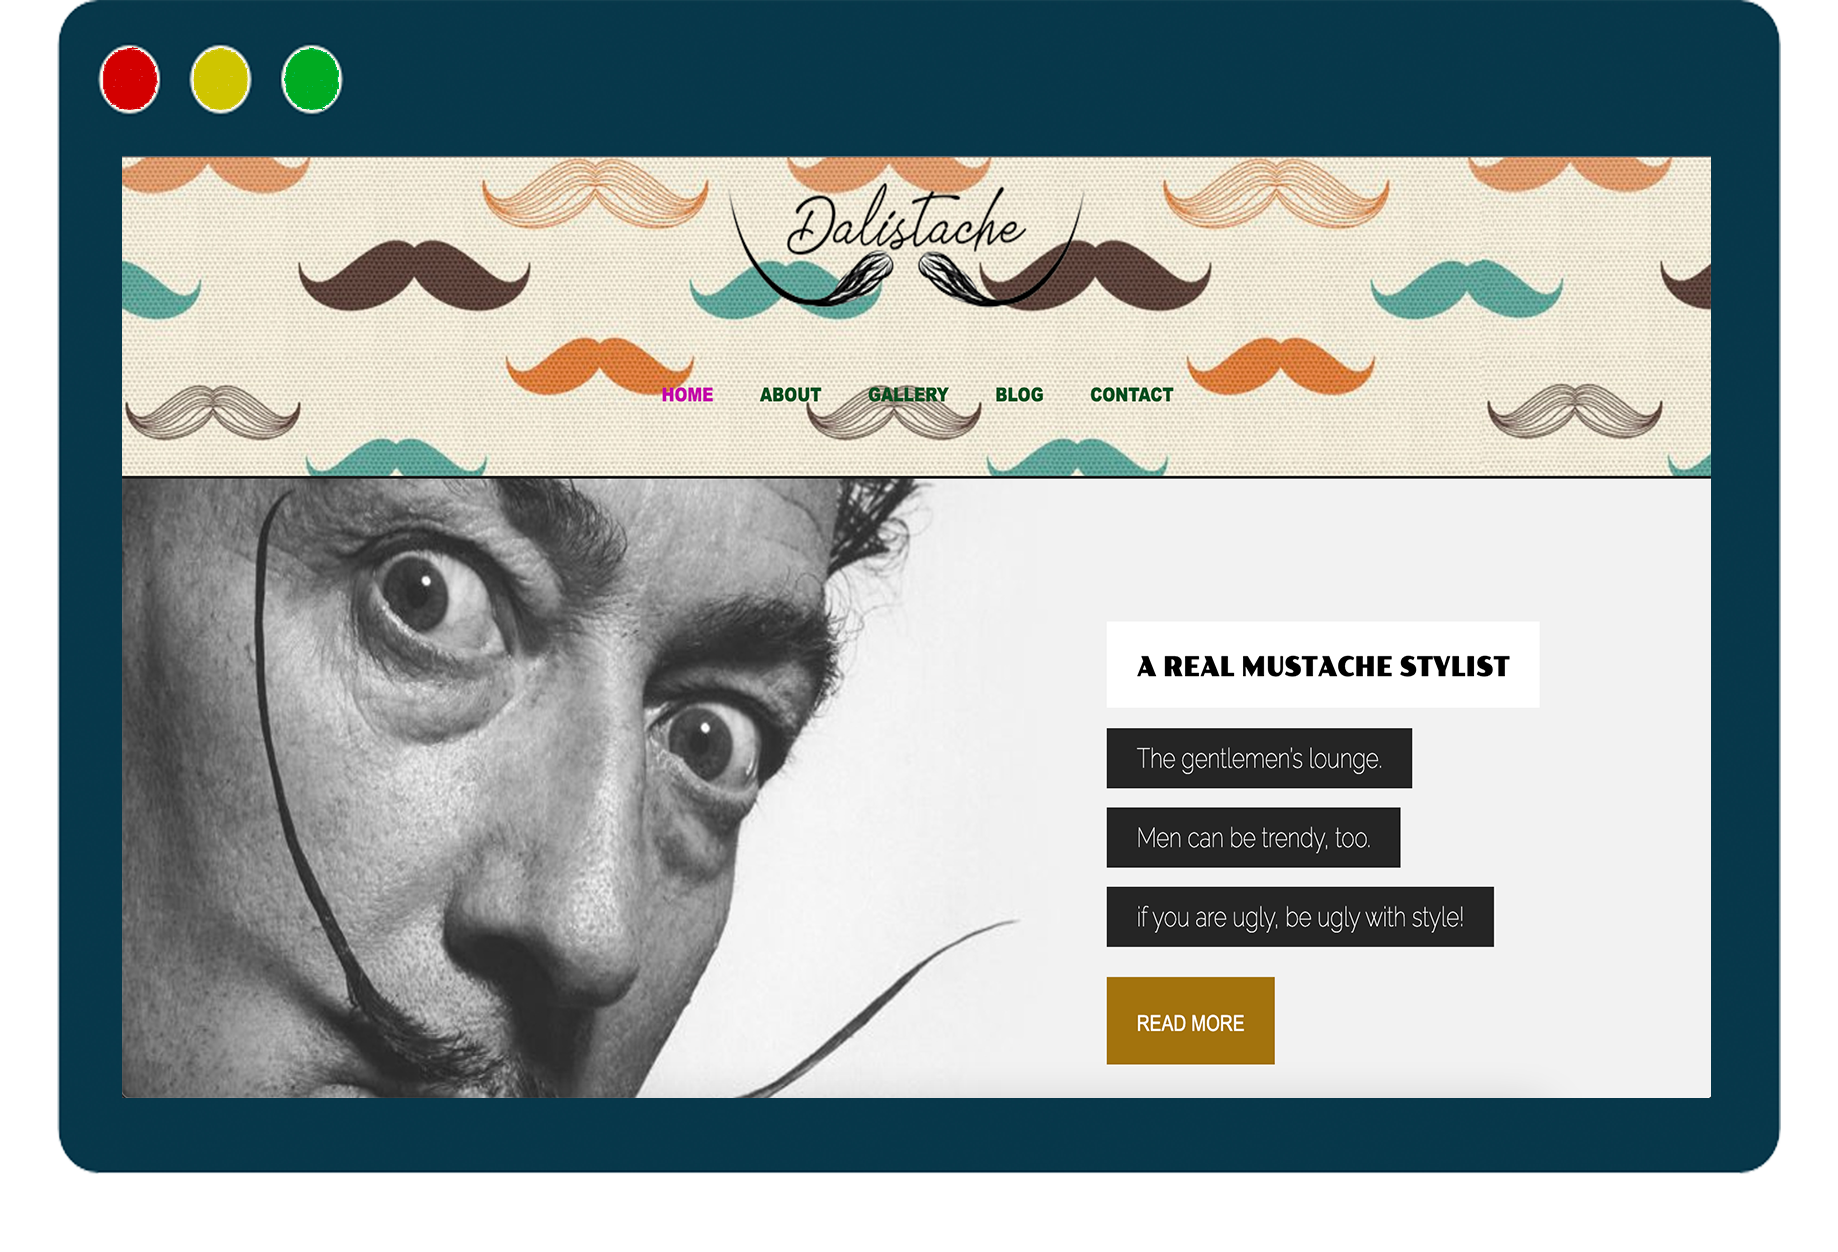 Dalistache
HOME ABOUT GALLERY BLOG CONTACT
A REAL MUSTACHE STYLIST
The gentlemen's lounge.
Men can be trendy, too.
if you are ugly, be ugly with style!
READ MORE